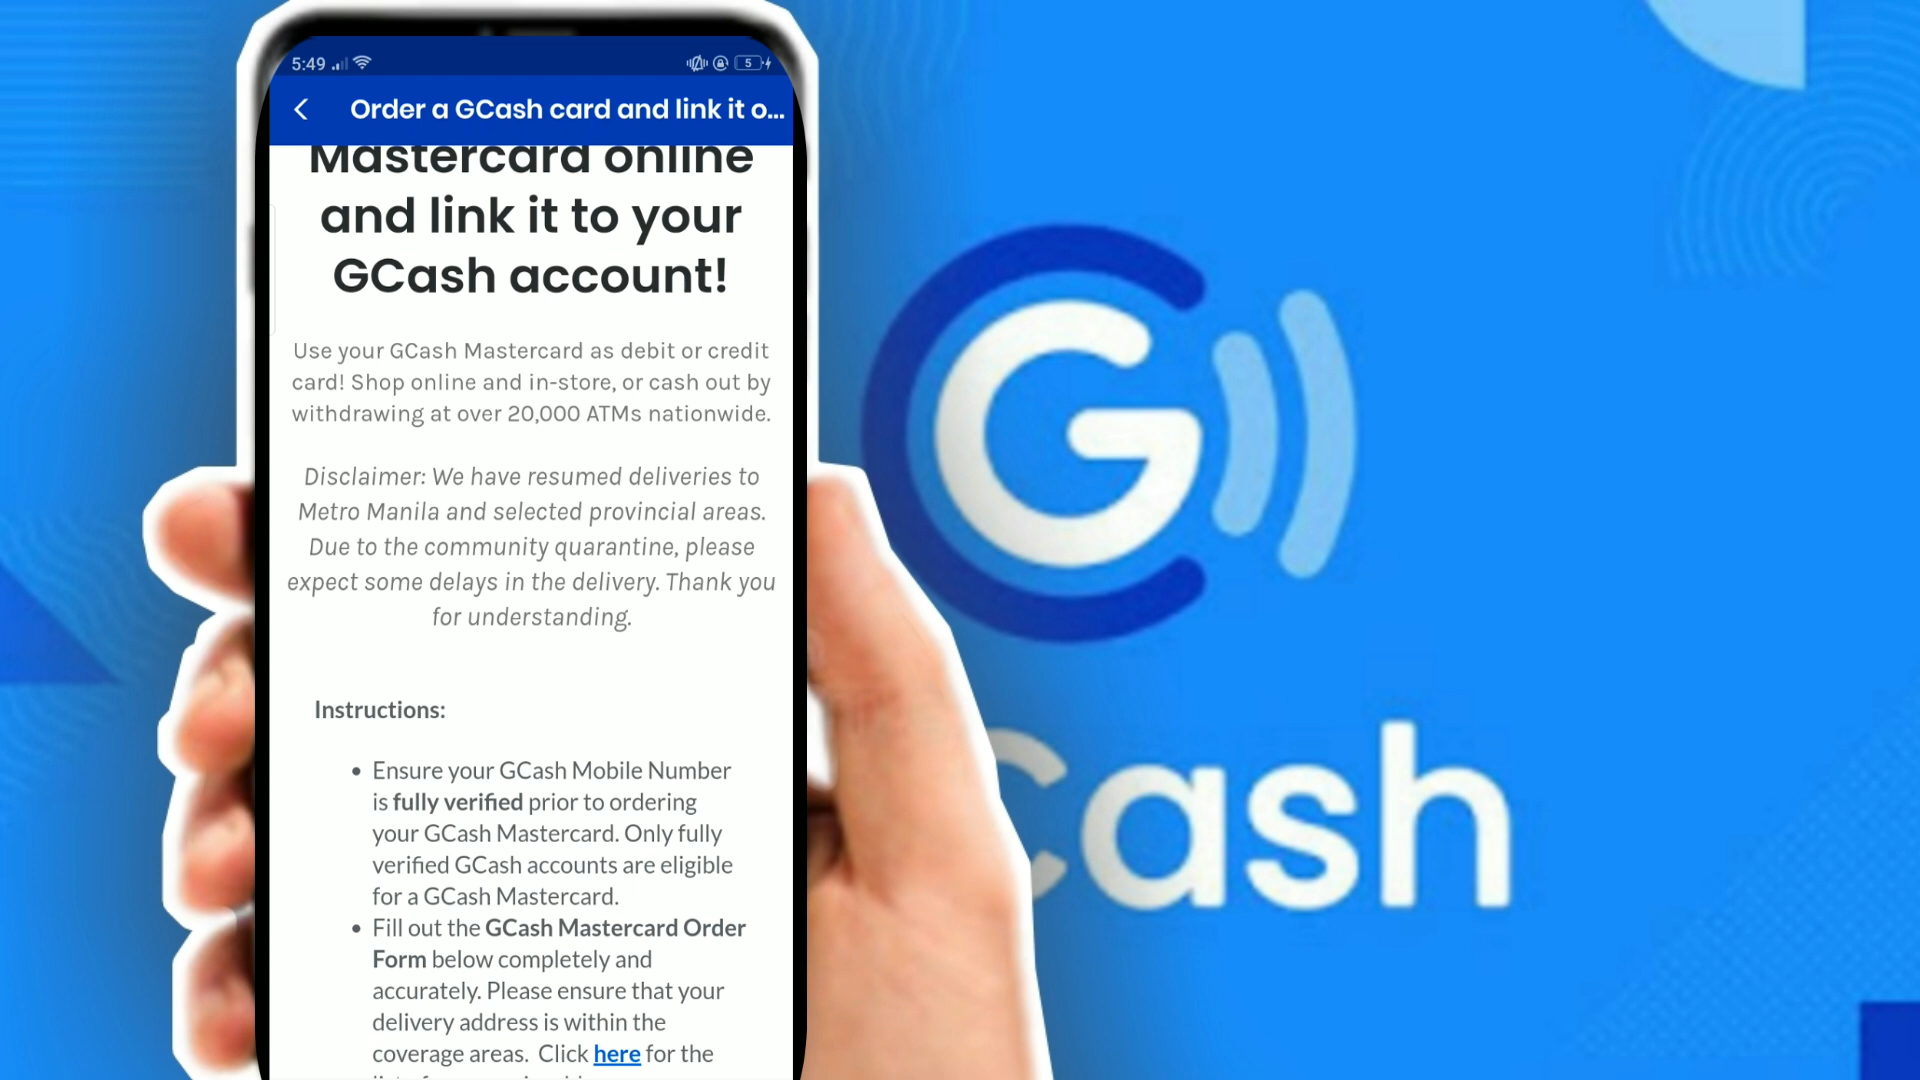 5:49
5
Order a GCash card and link it o...
Mastercard online
and link it to your
GCash account!
Use your GCash Mastercard as debit or credit
card! Shop online and in-store, or cash out by
withdrawing at over 20,000 ATMs nationwide.
Disclaimer: We have resumed deliveries to
Metro Manila and selected provincial areas.
Due to the community quarantine, please
expect some delays in the delivery. Thank you
for understanding.
Instructions:
• Ensure your GCash Mobile Number
is fully verified prior to ordering
your GCash Mastercard. Only fully
verified GCash accounts are eligible
for a GCash Mastercard.
• Fill out the GCash Mastercard Order
Form below completely and
accurately. Please ensure that your
delivery address is within the
coverage areas. Click here for the
G
Cash